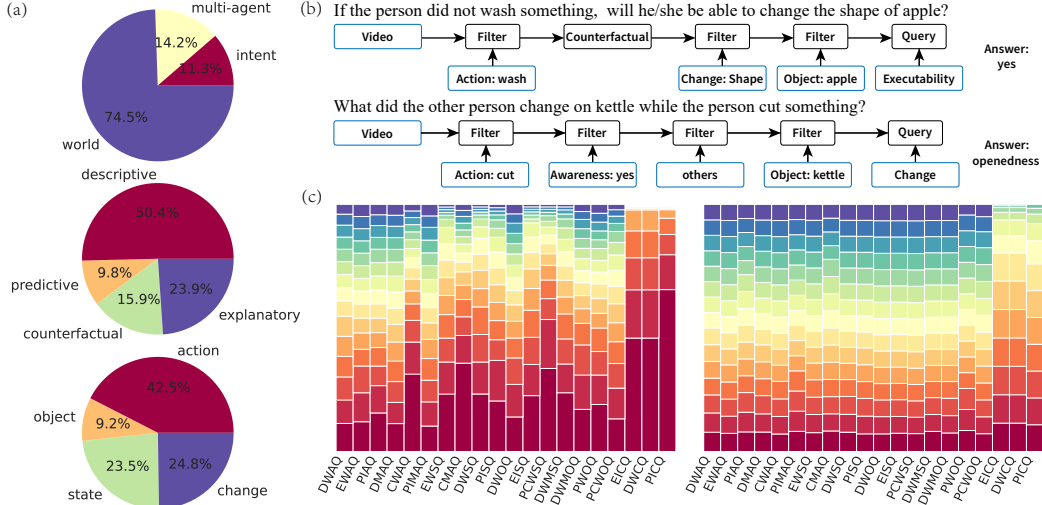 (a)
multi-agent
14.2%
intent
11.3%
74.5%
world
descriptive
50.4%
predictive
9.8%
15.9%
23.9%
counterfactual
explanatory
action
42.5%
object
9.2%
23.5%
24.8%
state
change
(b)
If the person did not wash something, will he/she be able to change the shape of apple?
Video
Filter
Counterfactual
Filter
Filter
Query
Action: wash
Change: Shape
Object: apple
Executability
Answer:
yes
What did the other person change on kettle while the person cut something?
Video
Filter
Filter
Filter
Filter
Query
Action: cut
Awareness: yes
others
Object: kettle
Change
Answer:
openedness
(c)
DWAQ
EWAQ
PIAQ
DMAQ
CWAQ
PIMAQ
EWSQ
CMAQ
DWSQ
PISQ
DWOQ
EISQ
PCWSQ
DWMSQ
DWMOQ
PWOQ
PCWOQ
EICQ
DWCQ
PICQ
DWAQ
EWAQ
PIAQ
DMAQ
CWAQ
PIMAQ
EWSQ
CMAQ
DWSQ
PISQ
DWOQ
EISQ
PCWSQ
DWMSQ
DWMOQ
PWOQ
PCWOQ
EICQ
DWCQ
PICQ